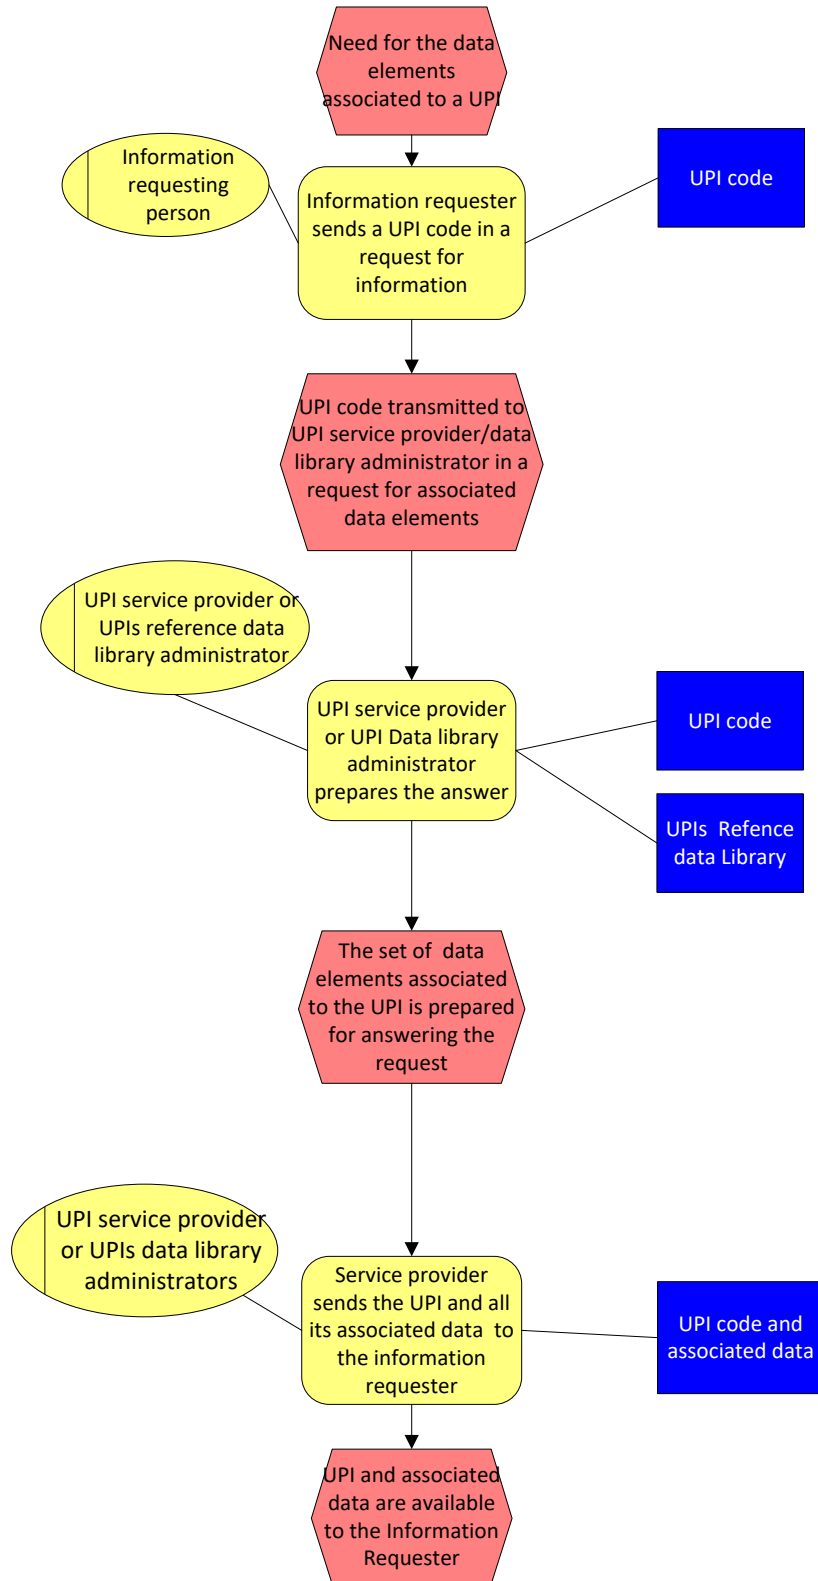 Need for the data
elements
associated to a UPI
Information
requesting
person
Information requester
sends a UPI code in a
request for
information
UPI code
UPI code transmitted to
UPI service provider/data
library administrator in a
request for associated
data elements
UPI service provider or
UPIs reference data
library administrator
UPI service provider
or UPI Data library
administrator
prepares the answer
UPI code
UPIs  Refence
data Library
The set of  data
elements associated
to the UPI is prepared
for answering the
request
UPI service provider
or UPIs data library
administrators
Service provider
sends the UPI and all
its associated data  to
the information
requester
UPI code and
associated data
UPI and associated
data are available
to the Information
Requester